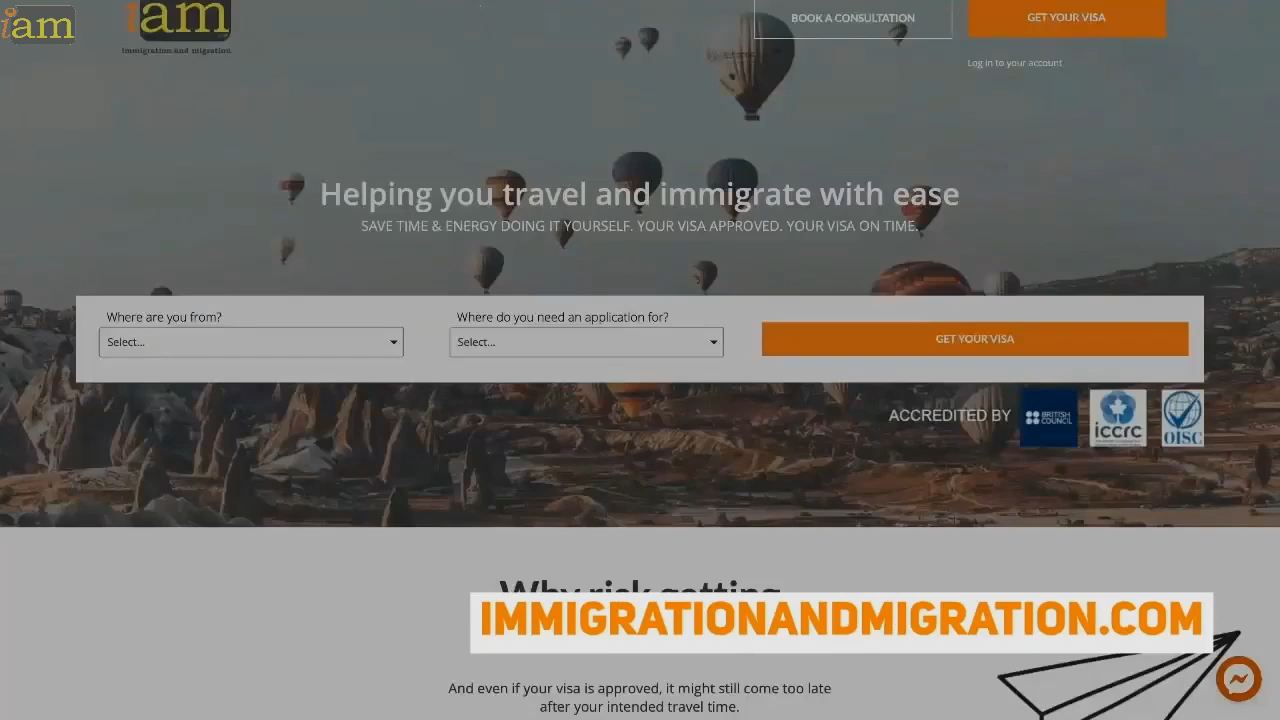 iam
iam
immigration and migration
BOOK A CONSULTATION
GET YOUR VISA
Log in to your account
Helping you travel and immigrate with ease
SAVE TIME & ENERGY DOING IT YOURSELF. YOUR VISA APPROVED. YOUR VISA ON TIME.
Where are you from?
Where do you need an application for?
Select...
Select...
GET YOUR VISA
ACCREDITED BY
BRITISH
COUNCIL
iccrc
OISC
Why risk getting
IMMIGRATIONANDMIGRATION.COM
And even if your visa is approved, it might still come too late
after your intended travel time.